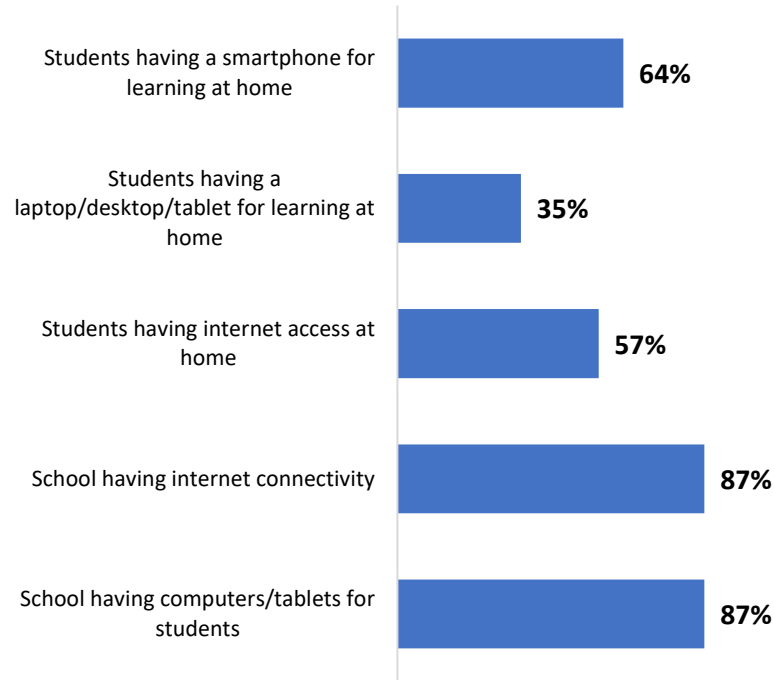 Students having a smartphone for
learning at home
64%
Students having a
laptop/desktop/tablet for learning at
home
35%
Students having internet access at
home
57%
School having internet connectivity
87%
School having computers/tablets for
students
87%